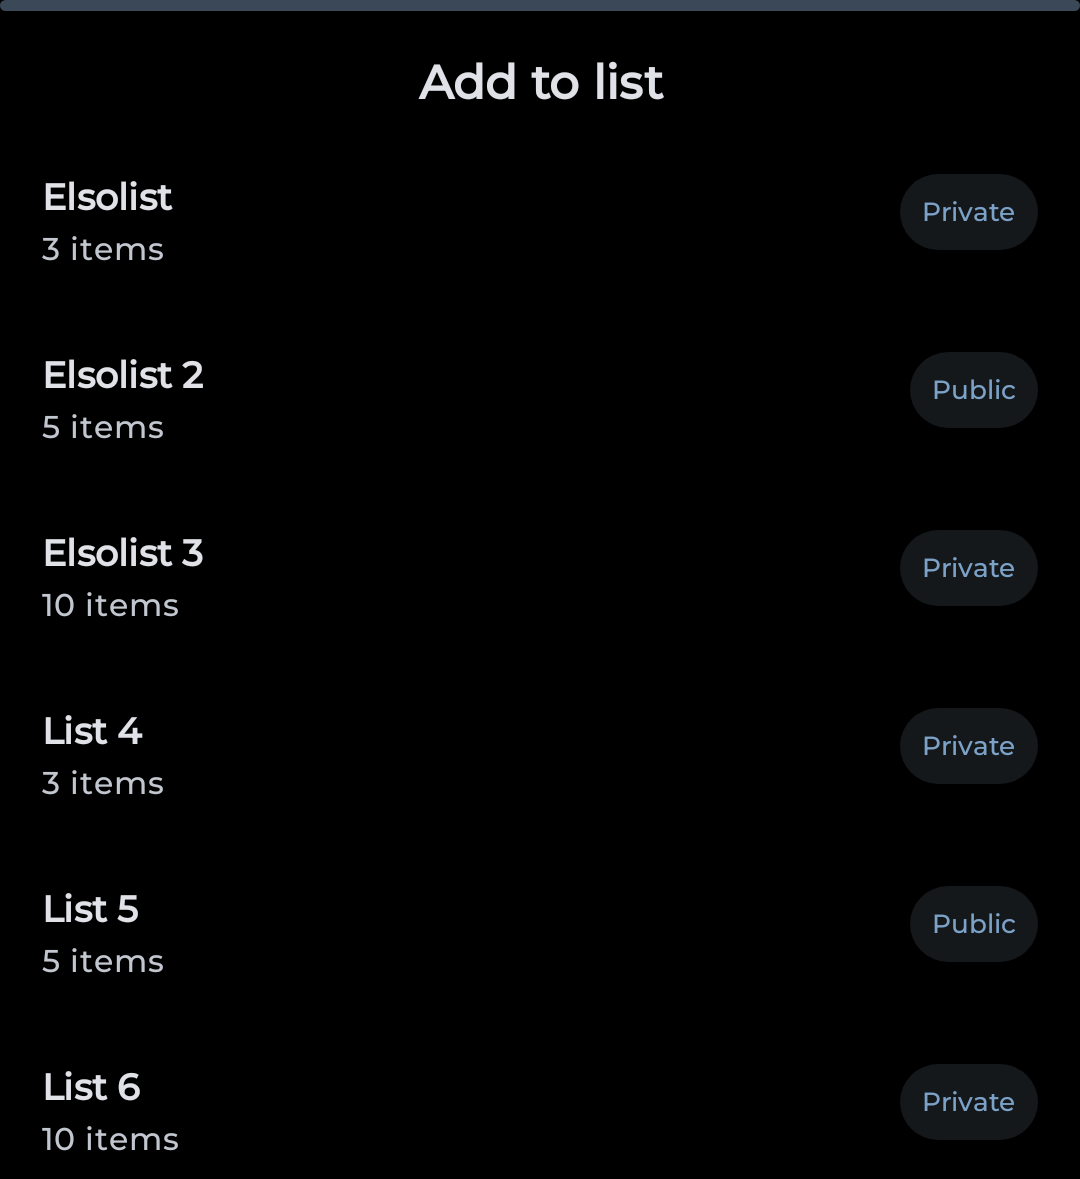 Add to list
Elsolist
Private
3 items
Elsolist 2
Public
5 items
Elsolist 3
Private
10 items
List 4
Private
3 items
List 5
Public
5 items
List 6
Private
10 items